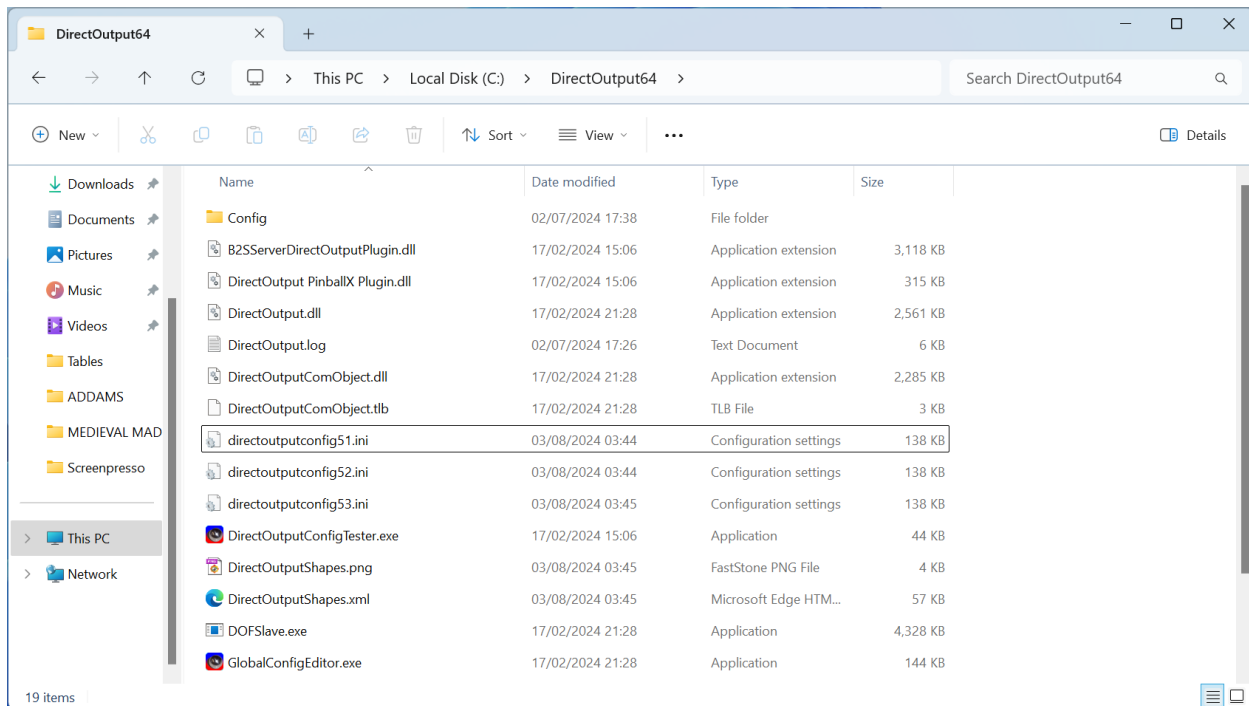 DirectOutput64
This PC > Local Disk (C:) > DirectOutput64 >
Search DirectOutput64
New
Sort
View
Details
Downloads
Documents
Pictures
Music
Videos
Tables
ADDAMS
MEDIEVAL MAD
Screenpresso
This PC
Network
Name Date modified Type Size
Config 02/07/2024 17:38 File folder
B2SServerDirectOutputPlugin.dll 17/02/2024 15:06 Application extension 3,118 KB
DirectOutput PinballX Plugin.dll 17/02/2024 15:06 Application extension 315 KB
DirectOutput.dll 17/02/2024 21:28 Application extension 2,561 KB
DirectOutput.log 02/07/2024 17:26 Text Document 6 KB
DirectOutputComObject.dll 17/02/2024 21:28 Application extension 2,285 KB
DirectOutputComObject.tlb 17/02/2024 21:28 TLB File 3 KB
directoutputconfig51.ini 03/08/2024 03:44 Configuration settings 138 KB
directoutputconfig52.ini 03/08/2024 03:44 Configuration settings 138 KB
directoutputconfig53.ini 03/08/2024 03:45 Configuration settings 138 KB
DirectOutputConfigTester.exe 17/02/2024 15:06 Application 44 KB
DirectOutputShapes.png 03/08/2024 03:45 FastStone PNG File 4 KB
DirectOutputShapes.xml 03/08/2024 03:45 Microsoft Edge HTM... 57 KB
DOFSlave.exe 17/02/2024 21:28 Application 4,328 KB
GlobalConfigEditor.exe 17/02/2024 21:28 Application 144 KB
19 items